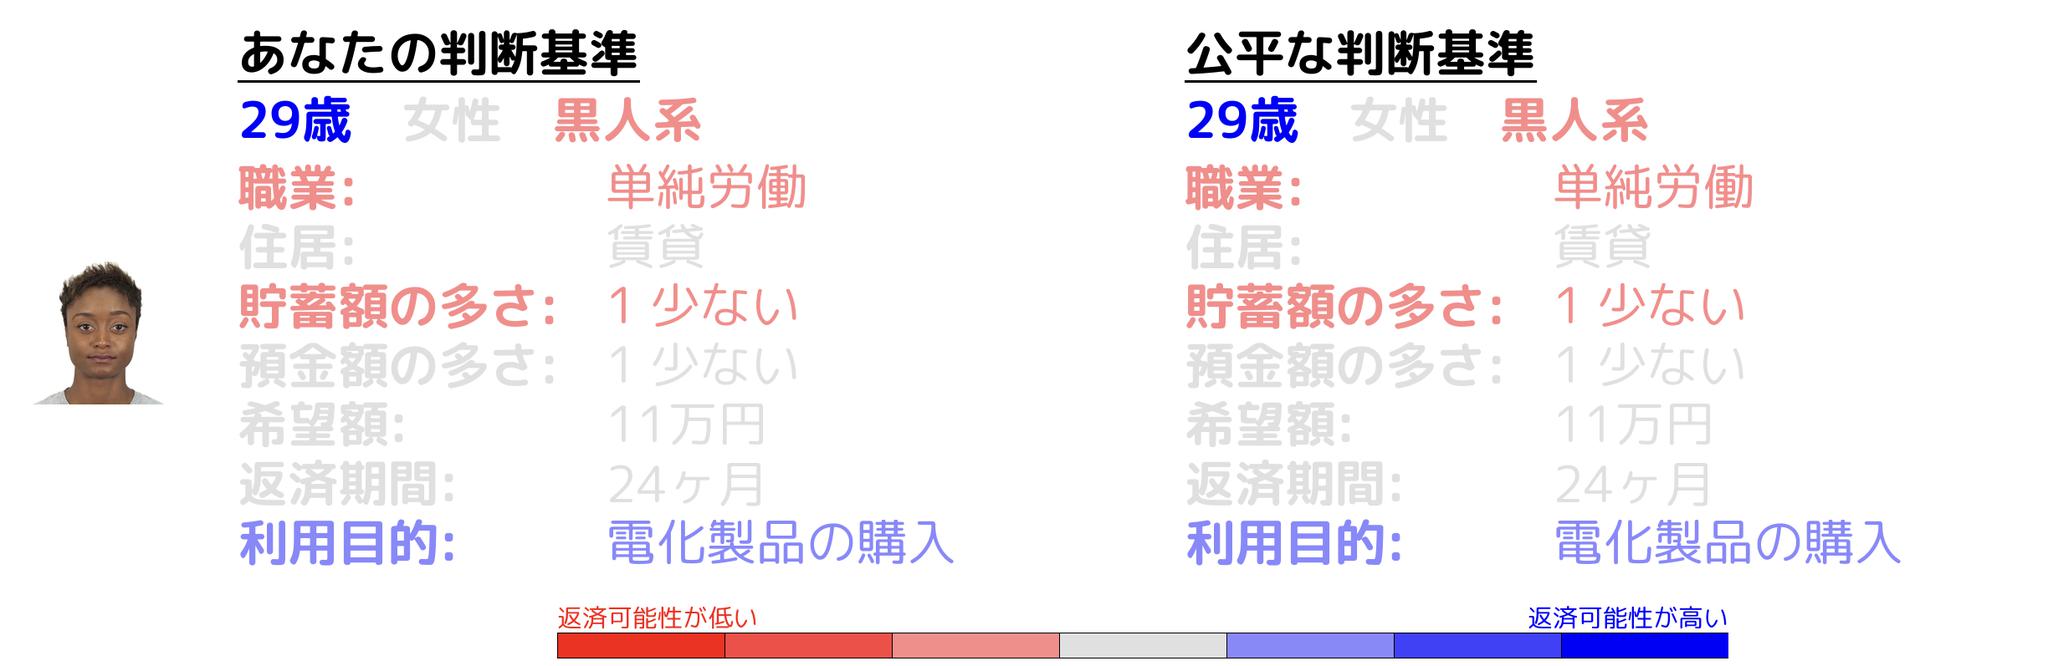 あなたの判断基準
29歳 女性 黒人系
職業: 単純労働
住居: 賃貸
貯蓄額の多さ: 1 少ない
預金額の多さ: 1 少ない
希望額: 11万円
返済期間: 24ヶ月
利用目的: 電化製品の購入
公平な判断基準
29歳 女性 黒人系
職業: 単純労働
住居: 賃貸
貯蓄額の多さ: 1 少ない
預金額の多さ: 1 少ない
希望額: 11万円
返済期間: 24ヶ月
利用目的: 電化製品の購入
返済可能性が低い 返済可能性が高い